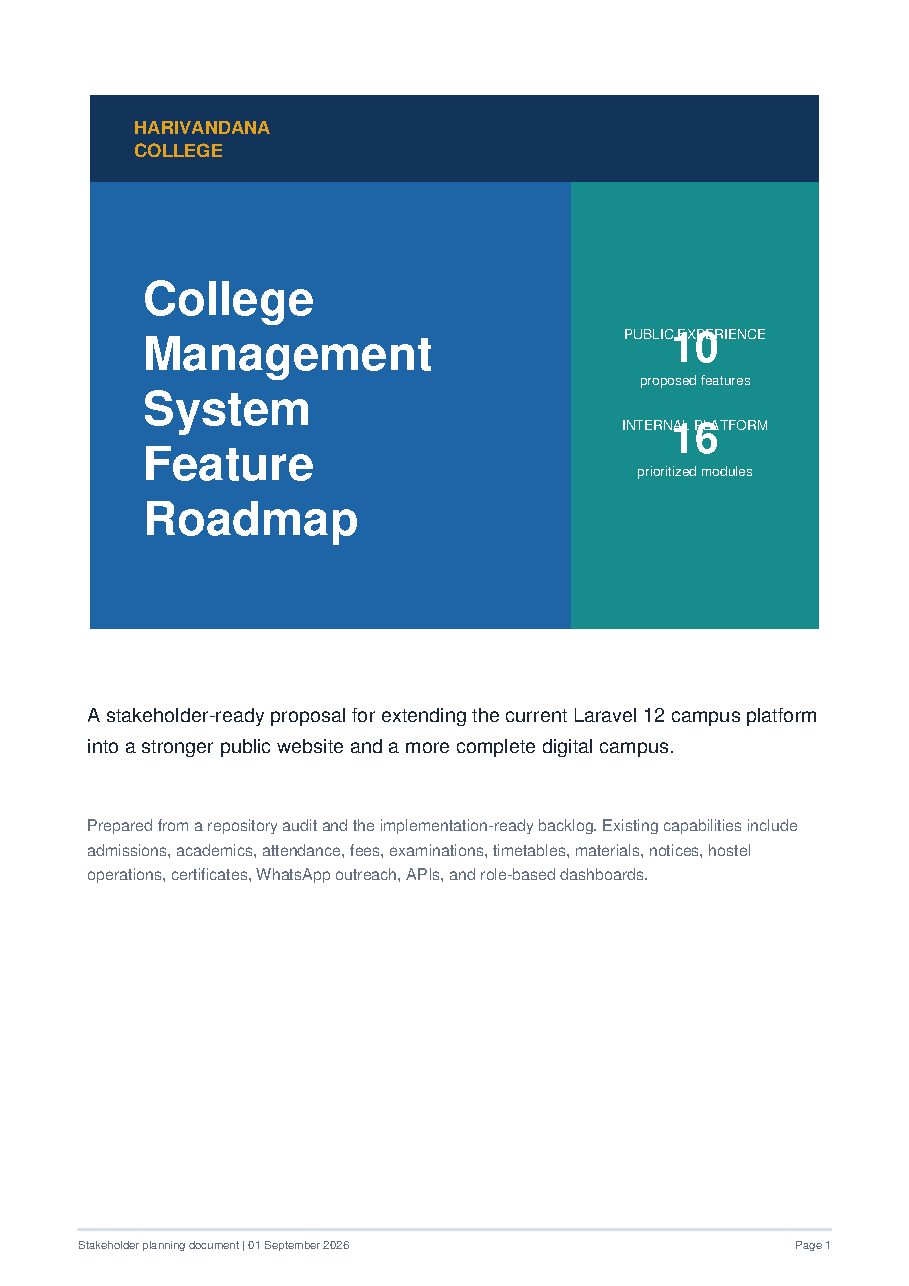 HARIVANDANA
COLLEGE
College
Management
System
Feature
Roadmap
PUBLIC EXPERIENCE
10
proposed features
INTERNAL PLATFORM
16
prioritized modules
A stakeholder-ready proposal for extending the current Laravel 12 campus platform
into a stronger public website and a more complete digital campus.
Prepared from a repository audit and the implementation-ready backlog. Existing capabilities include
admissions, academics, attendance, fees, examinations, timetables, materials, notices, hostel
operations, certificates, WhatsApp outreach, APIs, and role-based dashboards.
Stakeholder planning document | 01 September 2026
Page 1